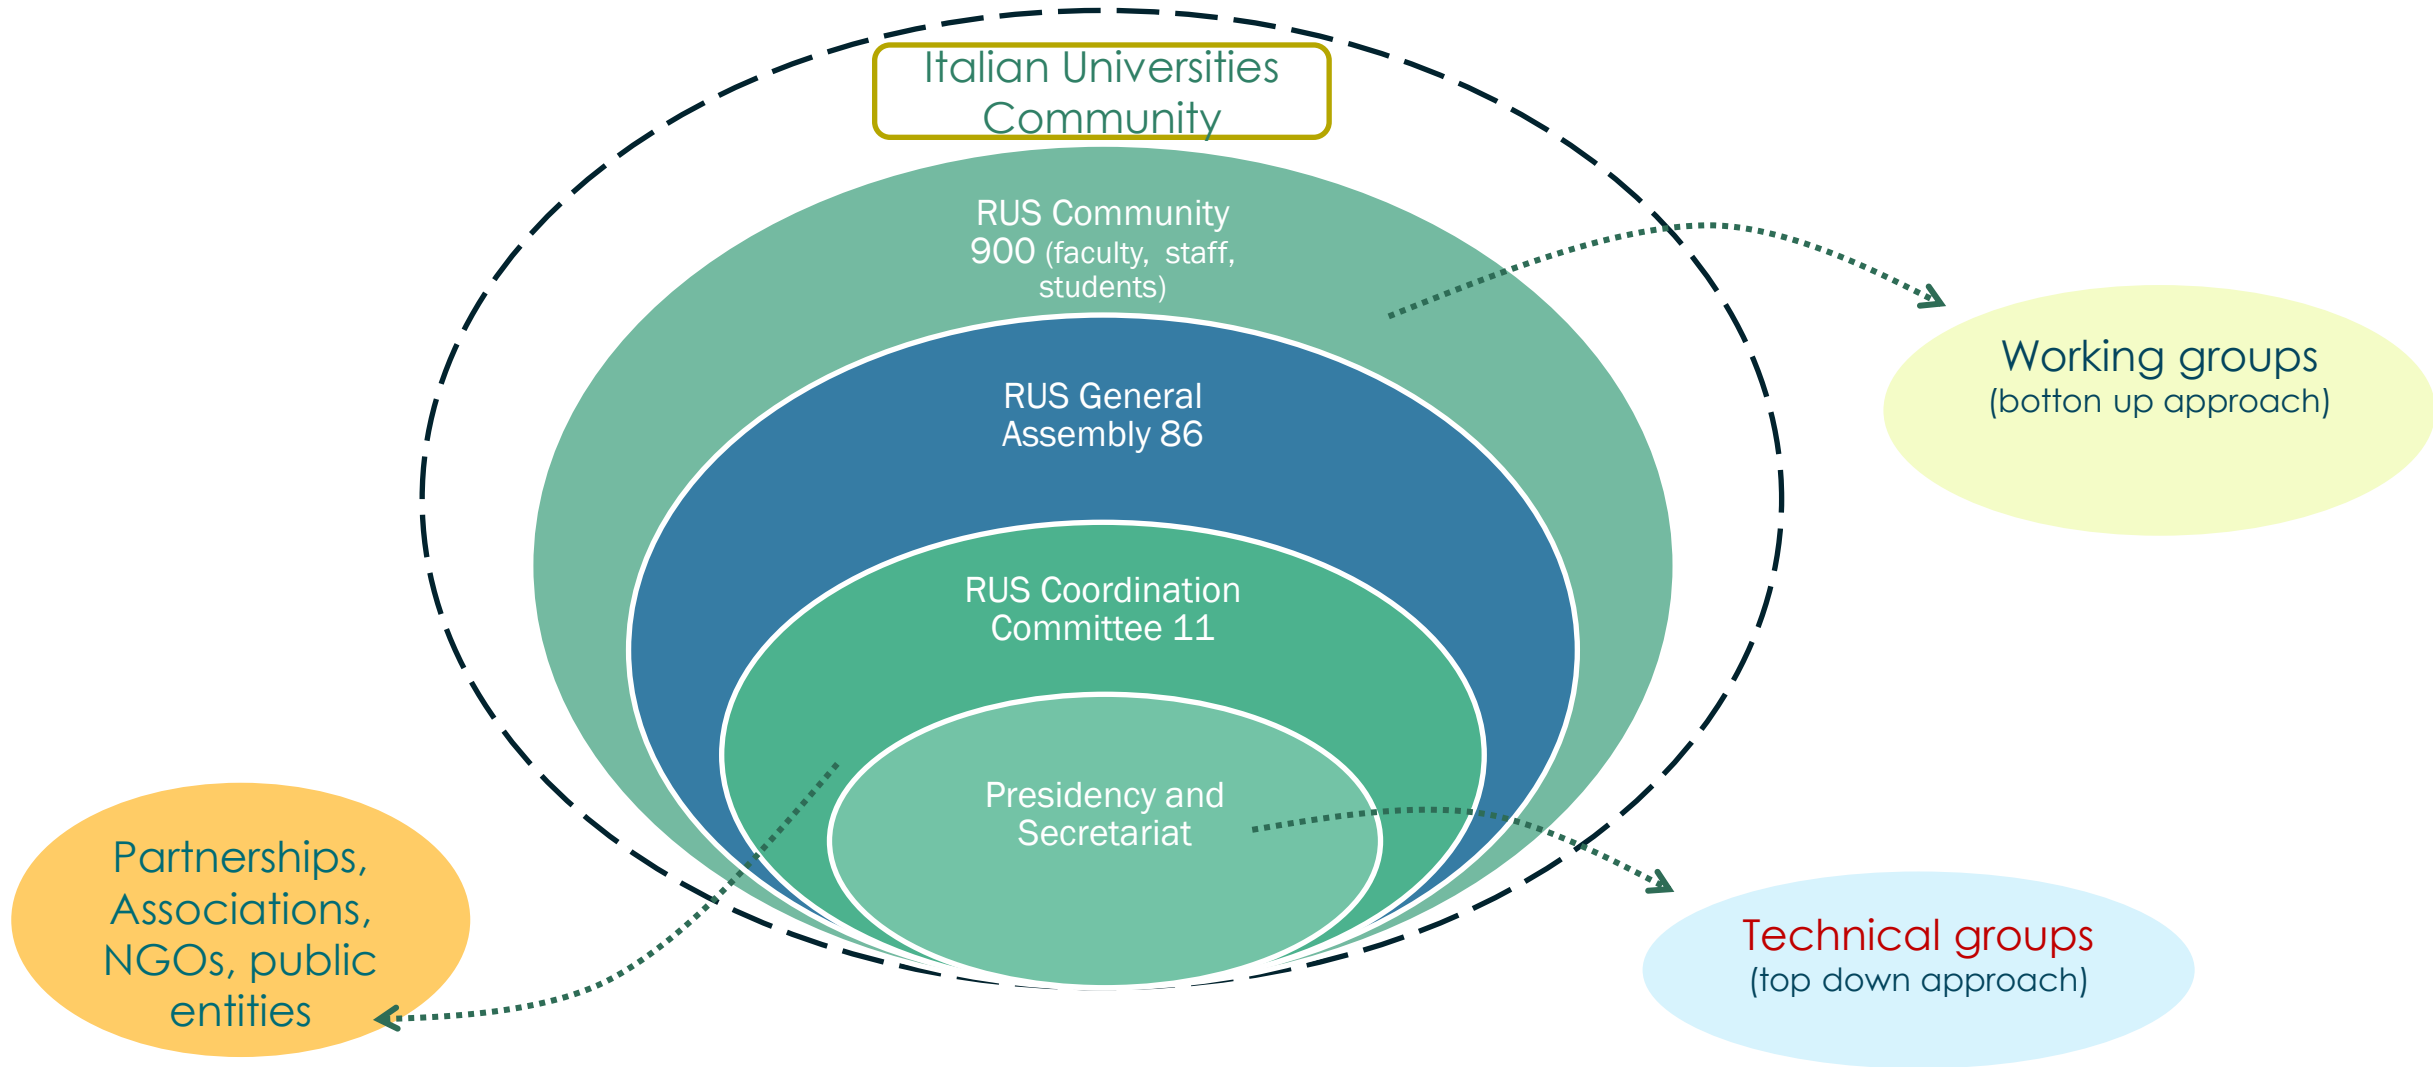 Italian Universities
Community
RUS Community
900 (faculty, staff,
students)
RUS General
Assembly 86
RUS Coordination
Committee 11
Presidency and
Secretariat
Working groups
(botton up approach)
Technical groups
(top down approach)
Partnerships,
Associations,
NGOs, public
entities